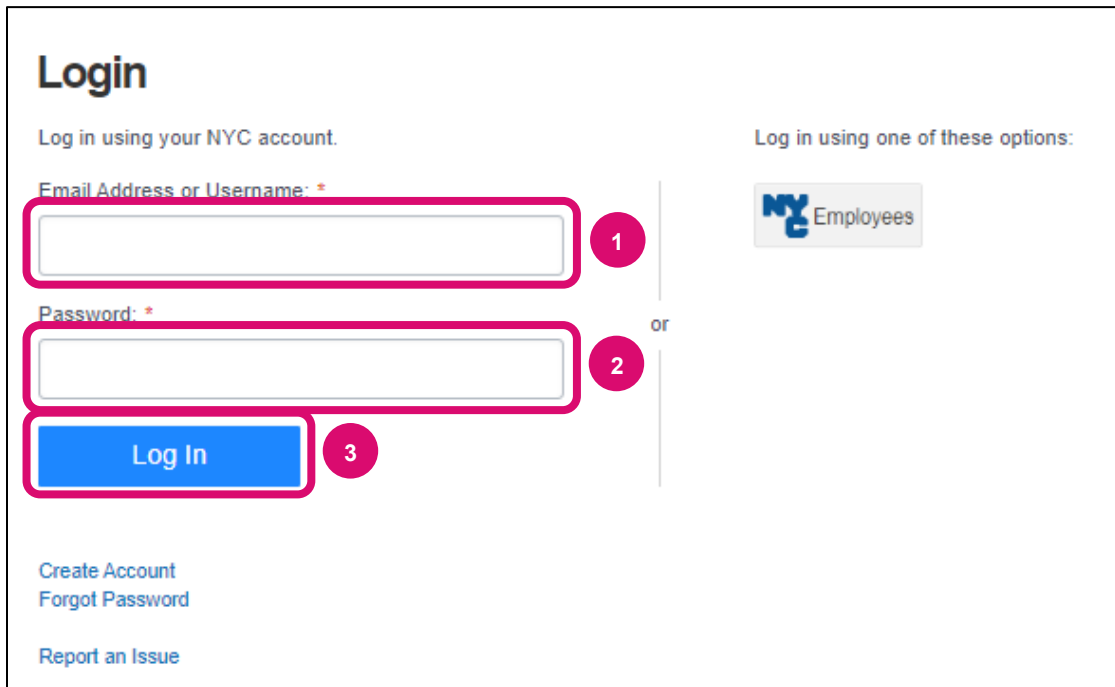 Login
Log in using your NYC account.
Email Address or Username: *
1
Password: *
2
Log In
3
Create Account
Forgot Password
Report an Issue
or
Log in using one of these options:
NYC Employees